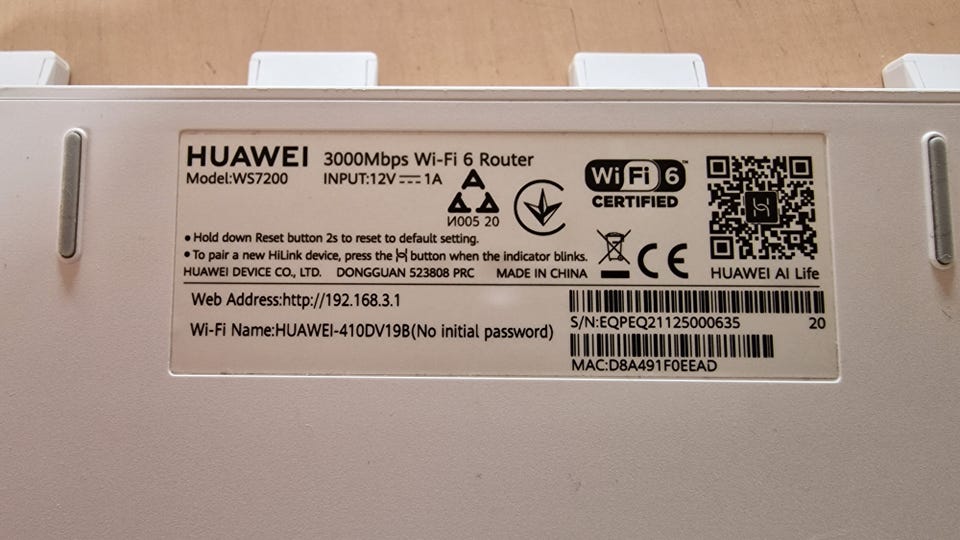 HUAWEI 3000Mbps Wi-Fi 6 Router
Model:WS7200 INPUT:12V⎓1A
И005 20
Wi Fi 6™
CERTIFIED
• Hold down Reset button 2s to reset to default setting.
• To pair a new HiLink device, press the button when the indicator blinks.
HUAWEI DEVICE CO., LTD. DONGGUAN 523808 PRC MADE IN CHINA
CE
HUAWEI AI Life
Web Address:http://192.168.3.1
Wi-Fi Name:HUAWEI-410DV19B(No initial password)
S/N:EQPEQ21125000635 20
MAC:D8A491F0EEAD